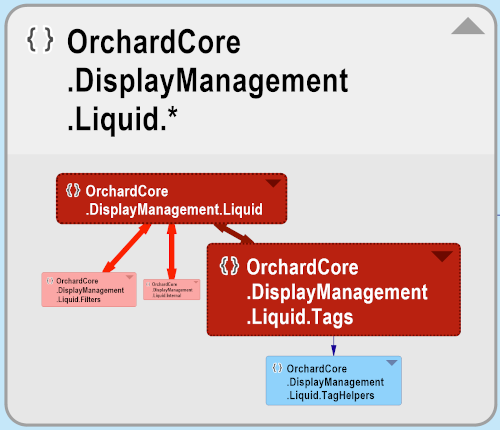 {} OrchardCore
.DisplayManagement
.Liquid.*
{} OrchardCore
.DisplayManagement.Liquid
{} OrchardCore
.DisplayManagement
.Liquid.Filters
OrchardCore
.DisplayManagement
.Liquid.Internal
{} OrchardCore
.DisplayManagement
.Liquid.Tags
{} OrchardCore
.DisplayManagement
.Liquid.TagHelpers